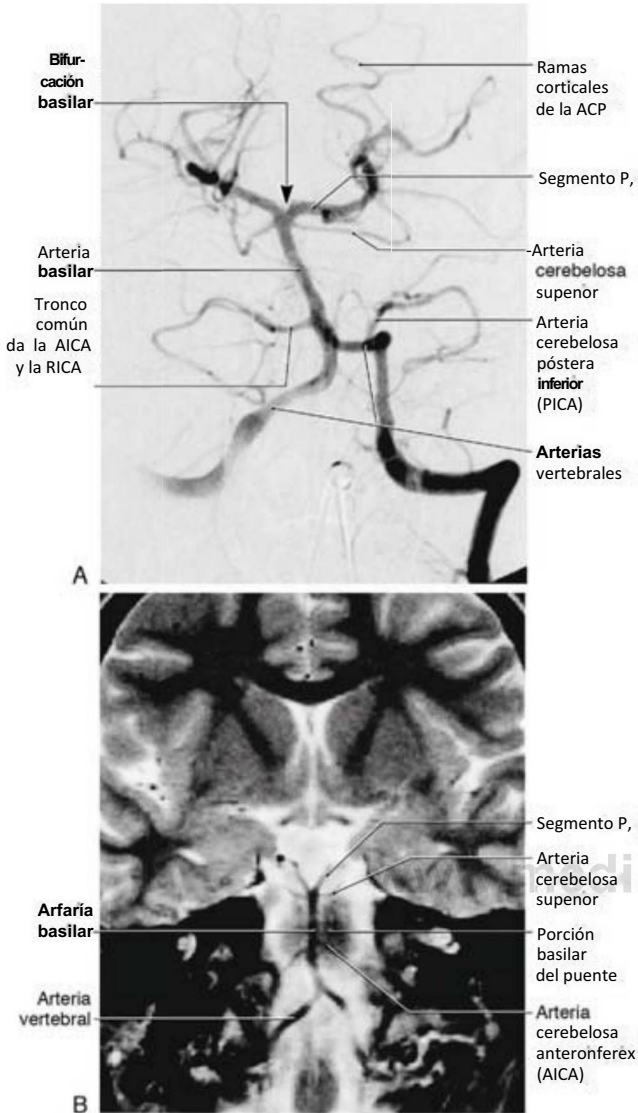 Bifur-
cación
basilar
Ramas
corticales
de la ACP
Segmento P,
Arteria
basilar
-Arteria
cerebelosa
supenor
Tronco
común
da la AICA
y la RICA
Arteria
cerebelosa
póstera
inferior
(PICA)
Arterias
vertebrales
A
Segmento P,
Arteria
cerebelosa
superior
medi
Arfaría
basilar
Porción
basilar
del puente
Arteria
vertebral
Arteria
cerebelosa
anteronferex
(AICA)
B